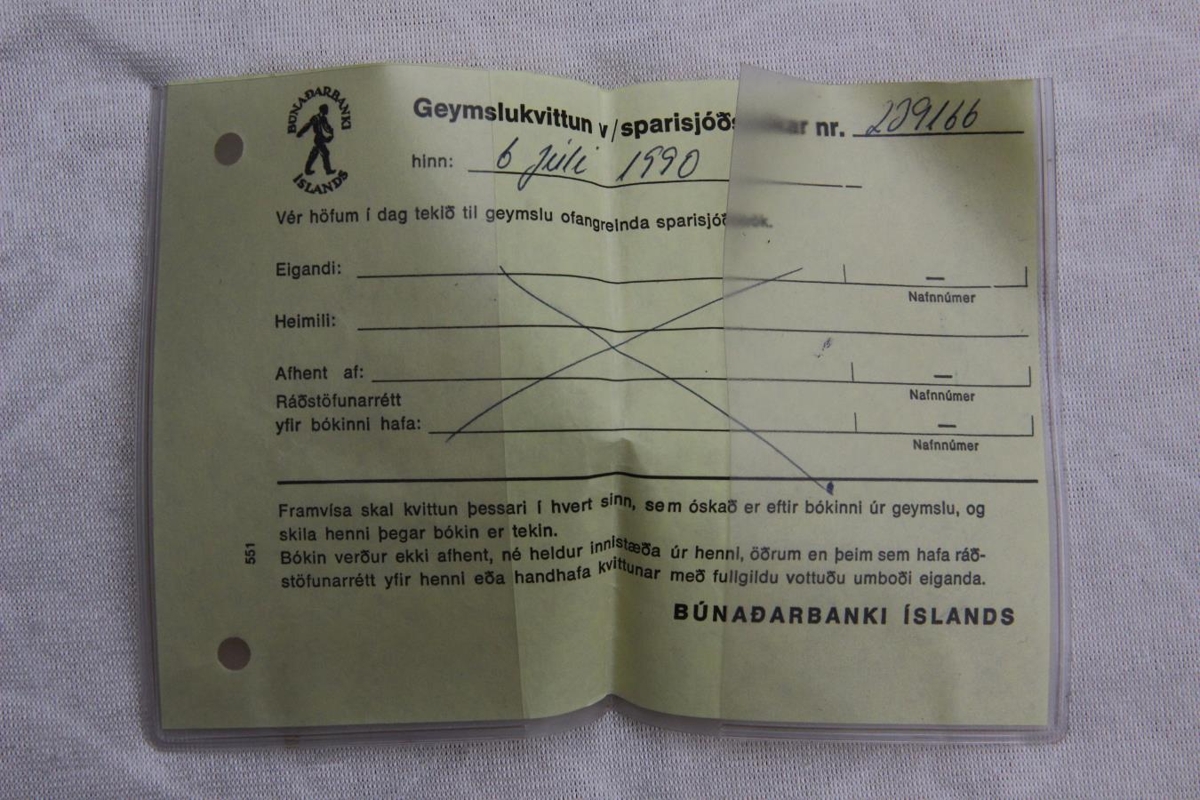 BÚNAÐARBANKI
ÍSLANDS
Geymslukvittun v/sparisjóðs nr. 239166
hinn: 6 júlí 1990
Vér höfum í dag tekið til geymslu ofangreinda
Eigandi: –
Nafnnúmer
Heimili:
Afhent af: –
Nafnnúmer
Ráðstöfunarrétt
yfir bókinni hafa: –
Nafnnúmer
Framvísa skal kvittun þessari í hvert sinn, sem óskað er eftir bókinni úr geymslu, og
skila henni þegar bókin er tekin.
Bókin verður ekki afhent, né heldur innistæða úr henni, öðrum en þeim sem hafa ráð-
stöfunarrétt yfir henni eða handhafa kvittunar með fullgildu vottuðu umboði eiganda.
BÚNAÐARBANKI ÍSLANDS
551